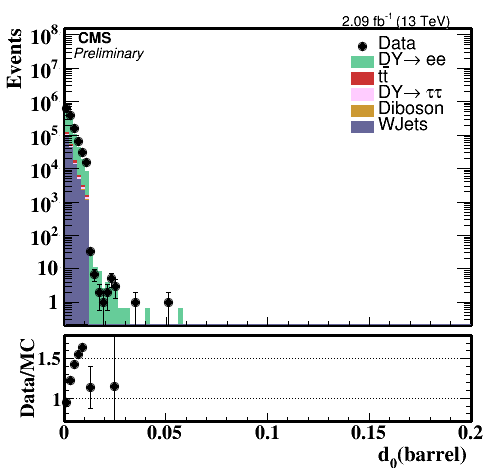 2.09 fb⁻¹ (13 TeV)
CMS
Preliminary
Events
10⁸
10⁷
10⁶
10⁵
10⁴
10³
10²
10
1
Data
DY→ ee
tt̄
DY→ ττ
Diboson
WJets
Data/MC
1.5
1
0 0.05 0.1 0.15 0.2
d₀(barrel)